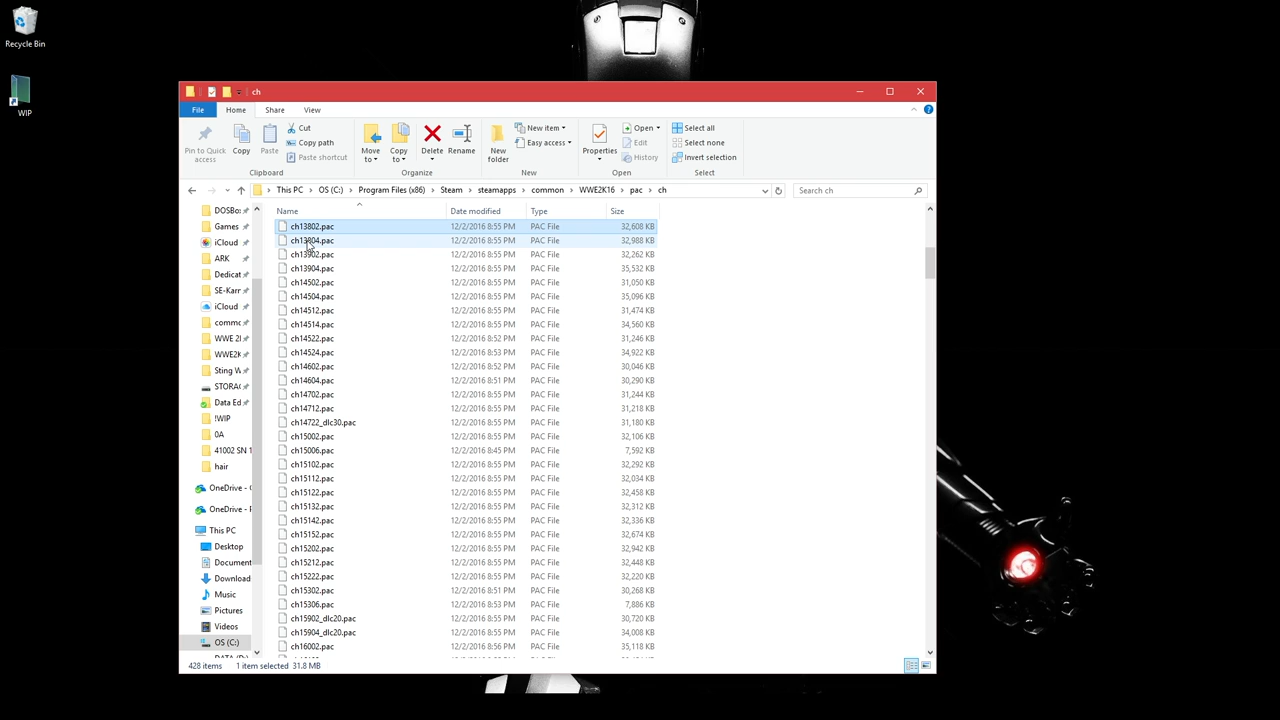 Recycle Bin
WIP
ch
File Home Share View
Pin to Quick access
Copy
Paste
Cut
Copy path
Paste shortcut
Clipboard
Move to
Copy to
Delete
Rename
Organize
New folder
New item
Easy access
New
Properties
Open
Edit
History
Open
Select all
Select none
Invert selection
Select
This PC > OS (C:) > Program Files (x86) > Steam > steamapps > common > WWE2K16 > pac > ch
Search ch
Name Date modified Type Size
DOSBo
Games
iCloud
ARK
Dedicat
SE-Karr
iCloud
commo
WWE 2
WWE2K
Sting W
STORA
Data Ed
!WIP
0A
41002 SN 1
hair
OneDrive -
OneDrive -
This PC
Desktop
Document
Download
Music
Pictures
Videos
OS (C:)
ch13802.pac 12/2/2016 8:55 PM PAC File 32,608 KB
ch13804.pac 12/2/2016 8:55 PM PAC File 32,988 KB
ch13902.pac 12/2/2016 8:55 PM PAC File 32,262 KB
ch13904.pac 12/2/2016 8:55 PM PAC File 35,532 KB
ch14502.pac 12/2/2016 8:55 PM PAC File 31,050 KB
ch14504.pac 12/2/2016 8:55 PM PAC File 35,096 KB
ch14512.pac 12/2/2016 8:55 PM PAC File 31,474 KB
ch14514.pac 12/2/2016 8:55 PM PAC File 34,560 KB
ch14522.pac 12/2/2016 8:52 PM PAC File 31,246 KB
ch14524.pac 12/2/2016 8:53 PM PAC File 34,922 KB
ch14602.pac 12/2/2016 8:52 PM PAC File 30,046 KB
ch14604.pac 12/2/2016 8:51 PM PAC File 30,290 KB
ch14702.pac 12/2/2016 8:55 PM PAC File 31,244 KB
ch14712.pac 12/2/2016 8:55 PM PAC File 31,218 KB
ch14722_dlc30.pac 12/2/2016 8:55 PM PAC File 31,180 KB
ch15002.pac 12/2/2016 8:55 PM PAC File 32,106 KB
ch15006.pac 12/2/2016 8:45 PM PAC File 7,592 KB
ch15102.pac 12/2/2016 8:55 PM PAC File 32,292 KB
ch15112.pac 12/2/2016 8:55 PM PAC File 32,034 KB
ch15122.pac 12/2/2016 8:55 PM PAC File 32,458 KB
ch15132.pac 12/2/2016 8:55 PM PAC File 32,312 KB
ch15142.pac 12/2/2016 8:55 PM PAC File 32,336 KB
ch15152.pac 12/2/2016 8:55 PM PAC File 32,674 KB
ch15202.pac 12/2/2016 8:55 PM PAC File 32,942 KB
ch15212.pac 12/2/2016 8:55 PM PAC File 32,448 KB
ch15222.pac 12/2/2016 8:55 PM PAC File 32,220 KB
ch15302.pac 12/2/2016 8:51 PM PAC File 30,268 KB
ch15306.pac 12/2/2016 8:53 PM PAC File 7,886 KB
ch15902_dlc20.pac 12/2/2016 8:55 PM PAC File 30,720 KB
ch15904_dlc20.pac 12/2/2016 8:55 PM PAC File 34,008 KB
ch16002.pac 12/2/2016 8:56 PM PAC File 35,118 KB
428 items 1 item selected 31.8 MB